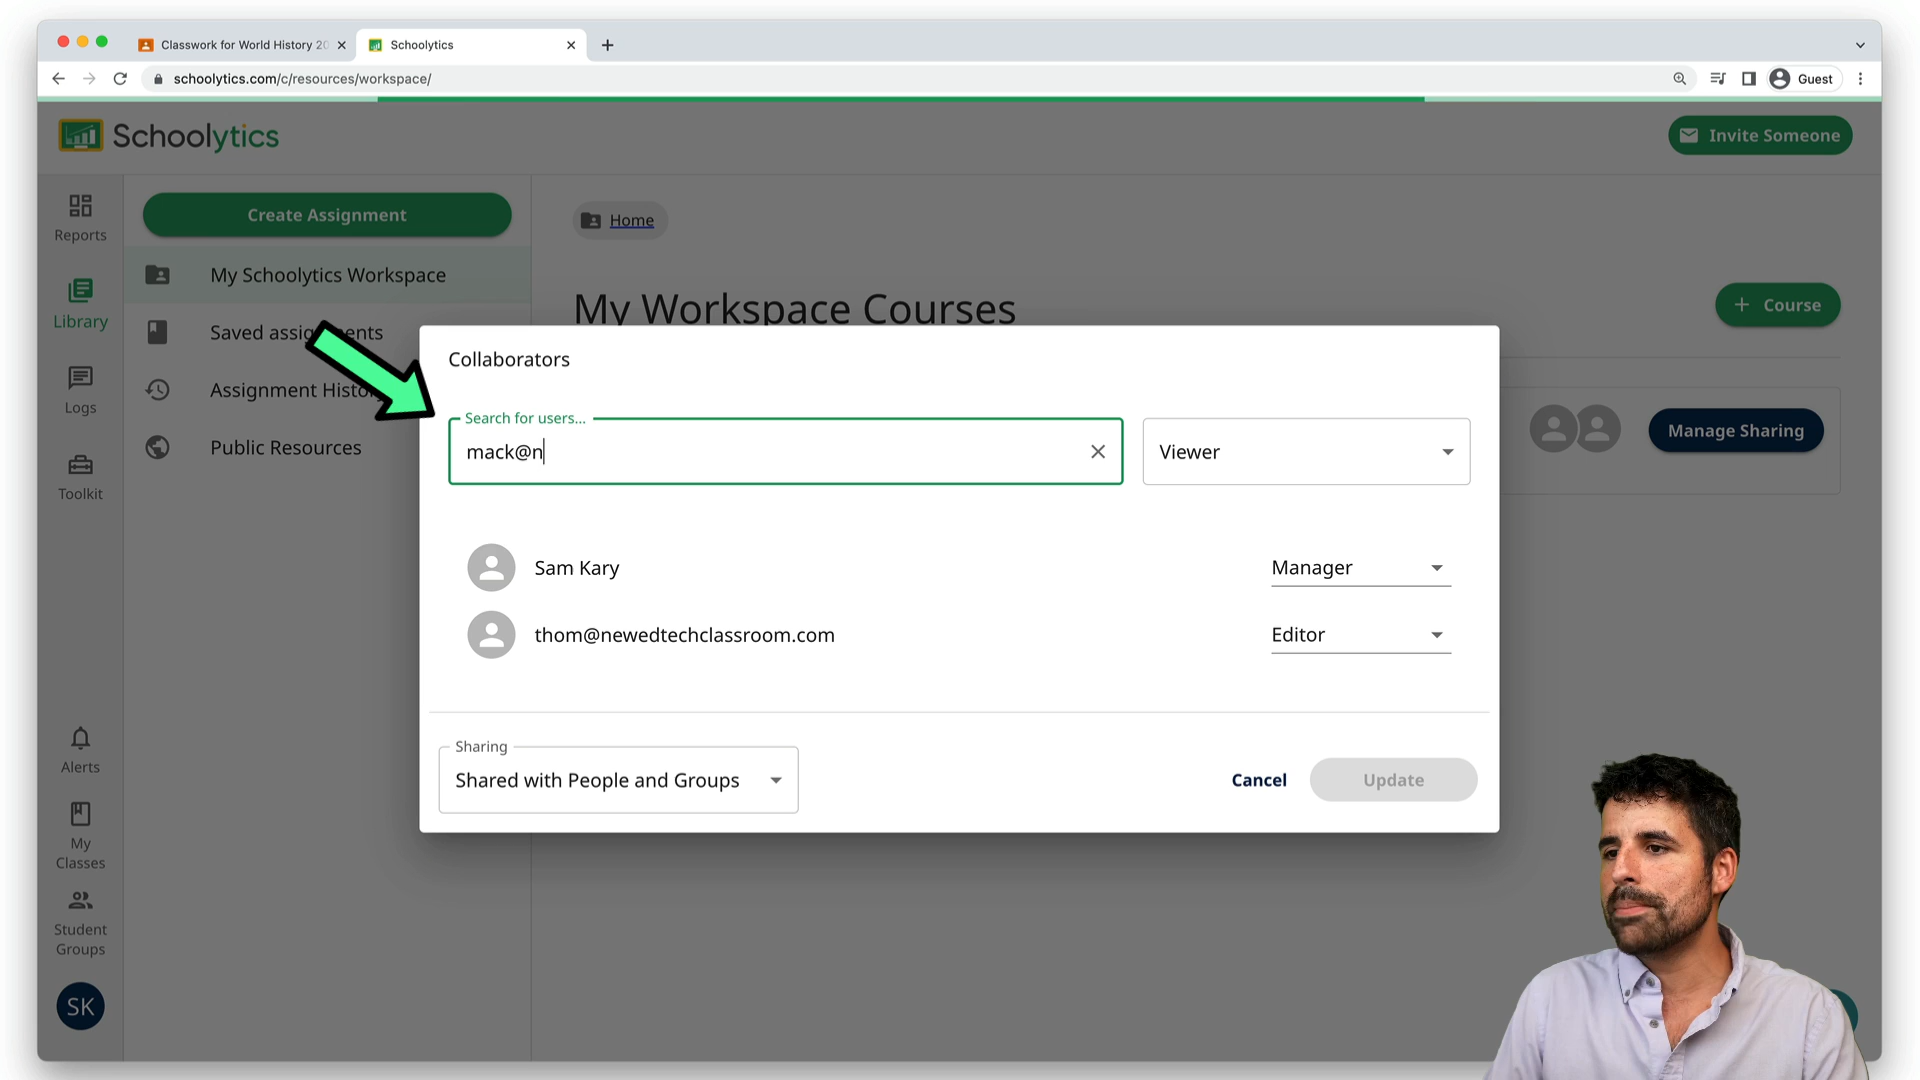 Classwork for World History 20
Schoolytics
schoolytics.com/c/resources/workspace/
Guest
Schoolytics
Invite Someone
Reports
Library
Logs
Toolkit
Alerts
My
Classes
Student
Groups
SK
Create Assignment
My Schoolytics Workspace
Saved assignments
Assignment History
Public Resources
Home
My Workspace Courses
+ Course
Manage Sharing
Collaborators
Search for users...
mack@n
Viewer
Sam Kary
Manager
thom@newedtechclassroom.com
Editor
Sharing
Shared with People and Groups
Cancel
Update